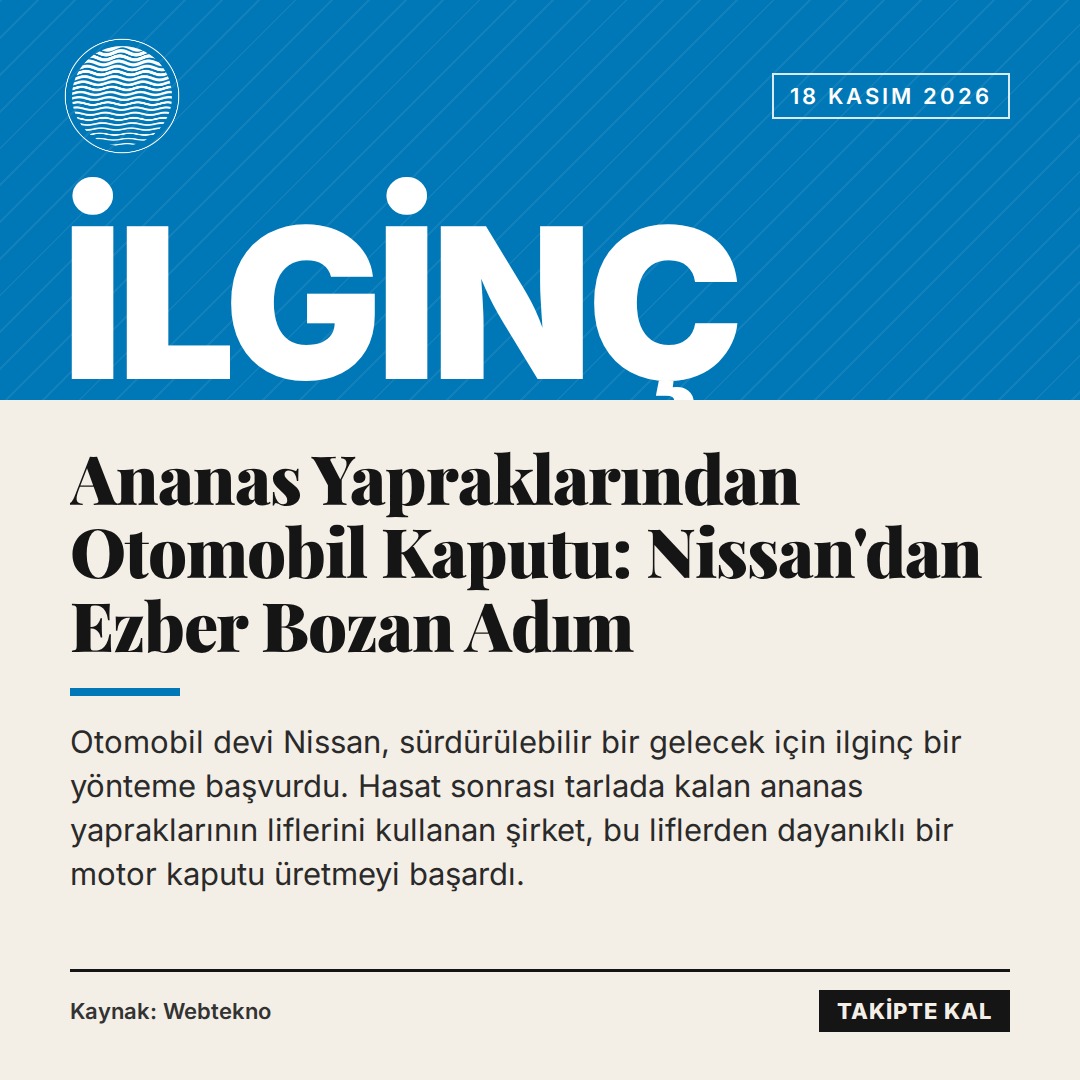 18 KASIM 2026
İLGİNÇ
Ananas Yapraklarından
Otomobil Kaputu: Nissan'dan
Ezber Bozan Adım
Otomobil devi Nissan, sürdürülebilir bir gelecek için ilginç bir
yönteme başvurdu. Hasat sonrası tarlada kalan ananas
yapraklarının liflerini kullanan şirket, bu liflerden dayanıklı bir
motor kaputu üretmeyi başardı.
Kaynak: Webtekno
TAKİPTE KAL